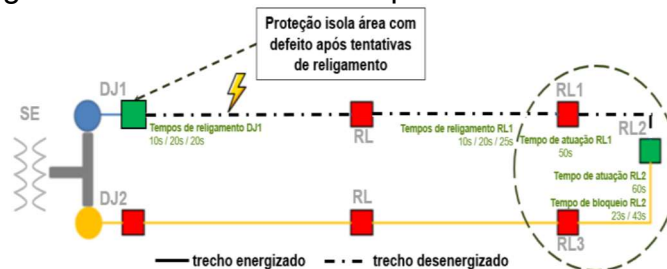 Proteção isola área com
defeito após tentativas
de religamento
DJ1
RL1
SE
RL2
Tempos de religamento DJ1
10s / 20s / 20s
RL
Tempos de religamento RL1
10s / 20s / 25s
Tempo de atuação RL1
50s
Tempo de atuação RL2
60s
DJ2
RL
Tempo de bloqueio RL2
23s / 43s
RL3
trecho energizado
trecho desenergizado